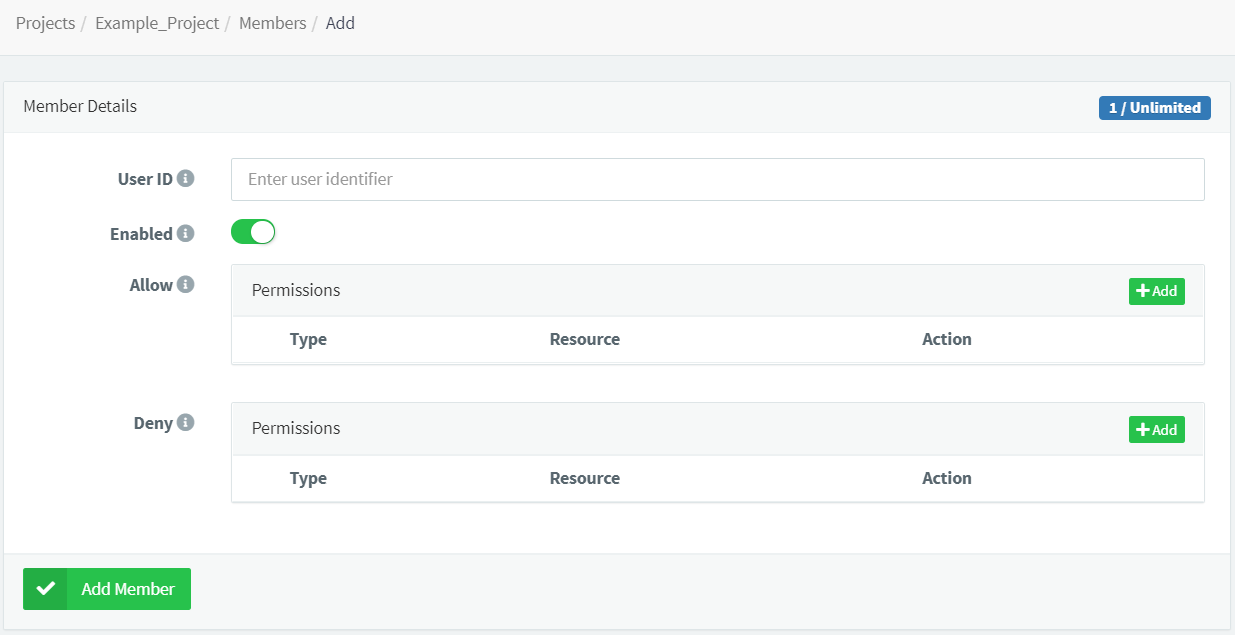 Projects / Example_Project / Members / Add
Member Details
1 / Unlimited
User ID
Enter user identifier
Enabled
Allow
Permissions
Add
Type Resource Action
Deny
Permissions
Add
Type Resource Action
Add Member